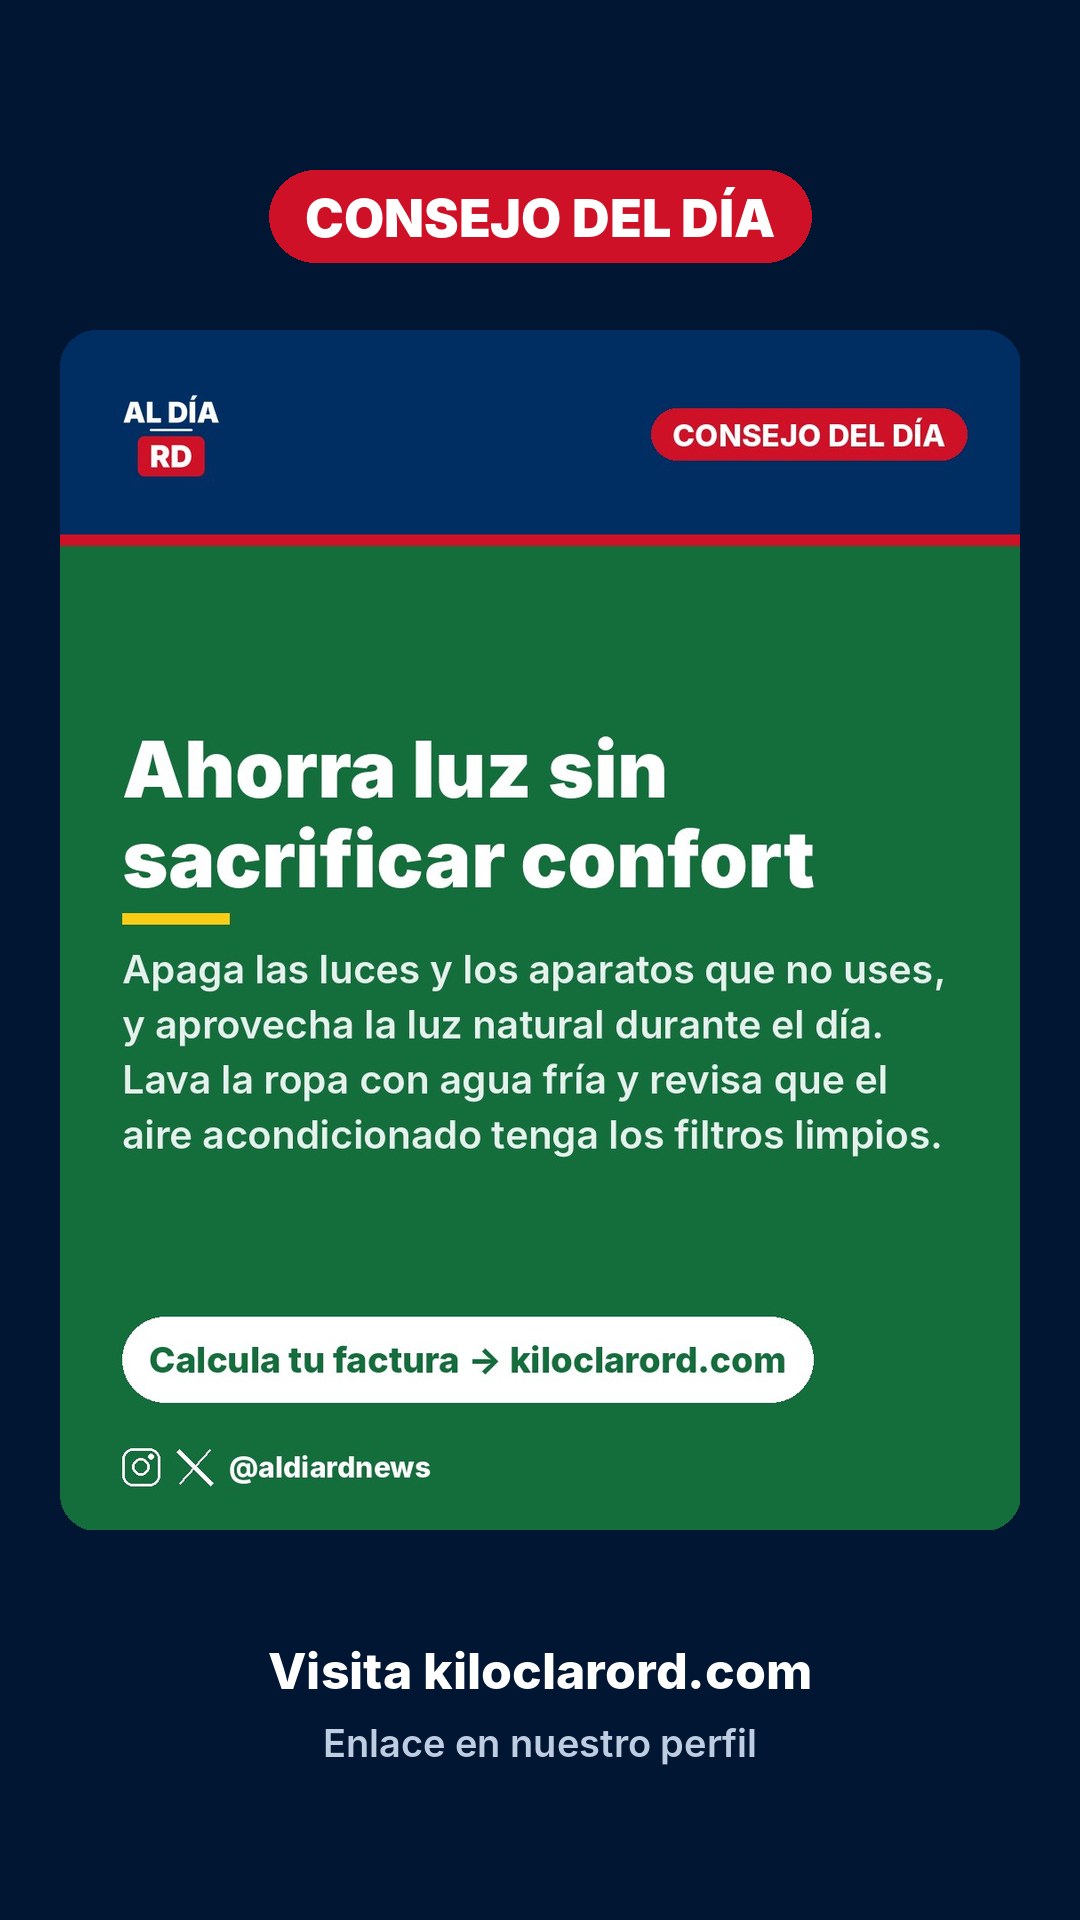 CONSEJO DEL DÍA
AL DÍA
RD
CONSEJO DEL DÍA
Ahorra luz sin
sacrificar confort
Apaga las luces y los aparatos que no uses,
y aprovecha la luz natural durante el día.
Lava la ropa con agua fría y revisa que el
aire acondicionado tenga los filtros limpios.
Calcula tu factura → kiloclarord.com
@aldiardnews
Visita kiloclarord.com
Enlace en nuestro perfil